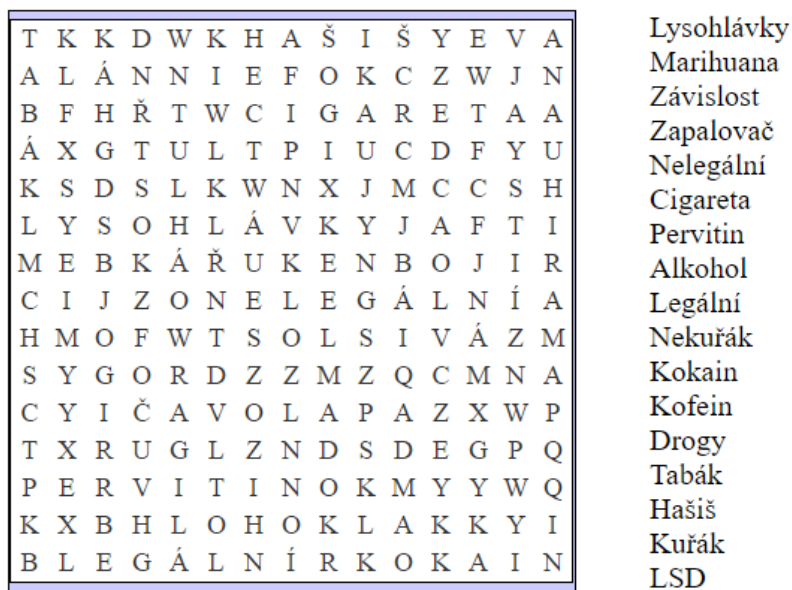 T K K D W K H A Š I Š Y E V A
A L Á N N I E F O K C Z W J N
B F H Ř T W C I G A R E T A A
Á X G T U L T P I U C D F Y U
K S D S L K W N X J M C C S H
L Y S O H L Á V K Y J A F T I
M E B K Á Ř U K E N B O J I R
C I J Z O N E L E G Á L N Í A
H M O F W T S O L S I V Á Z M
S Y G O R D Z Z M Z Q C M N A
C Y I Č A V O L A P A Z X W P
T X R U G L Z N D S D E G P Q
P E R V I T I N O K M Y Y W Q
K X B H L O H O K L A K K Y I
B L E G Á L N Í R K O K A I N
Lysohlávky
Marihuana
Závislost
Zapalovač
Nelegální
Cigareta
Pervitin
Alkohol
Legální
Nekuřák
Kokain
Kofein
Drogy
Tabák
Hašiš
Kuřák
LSD